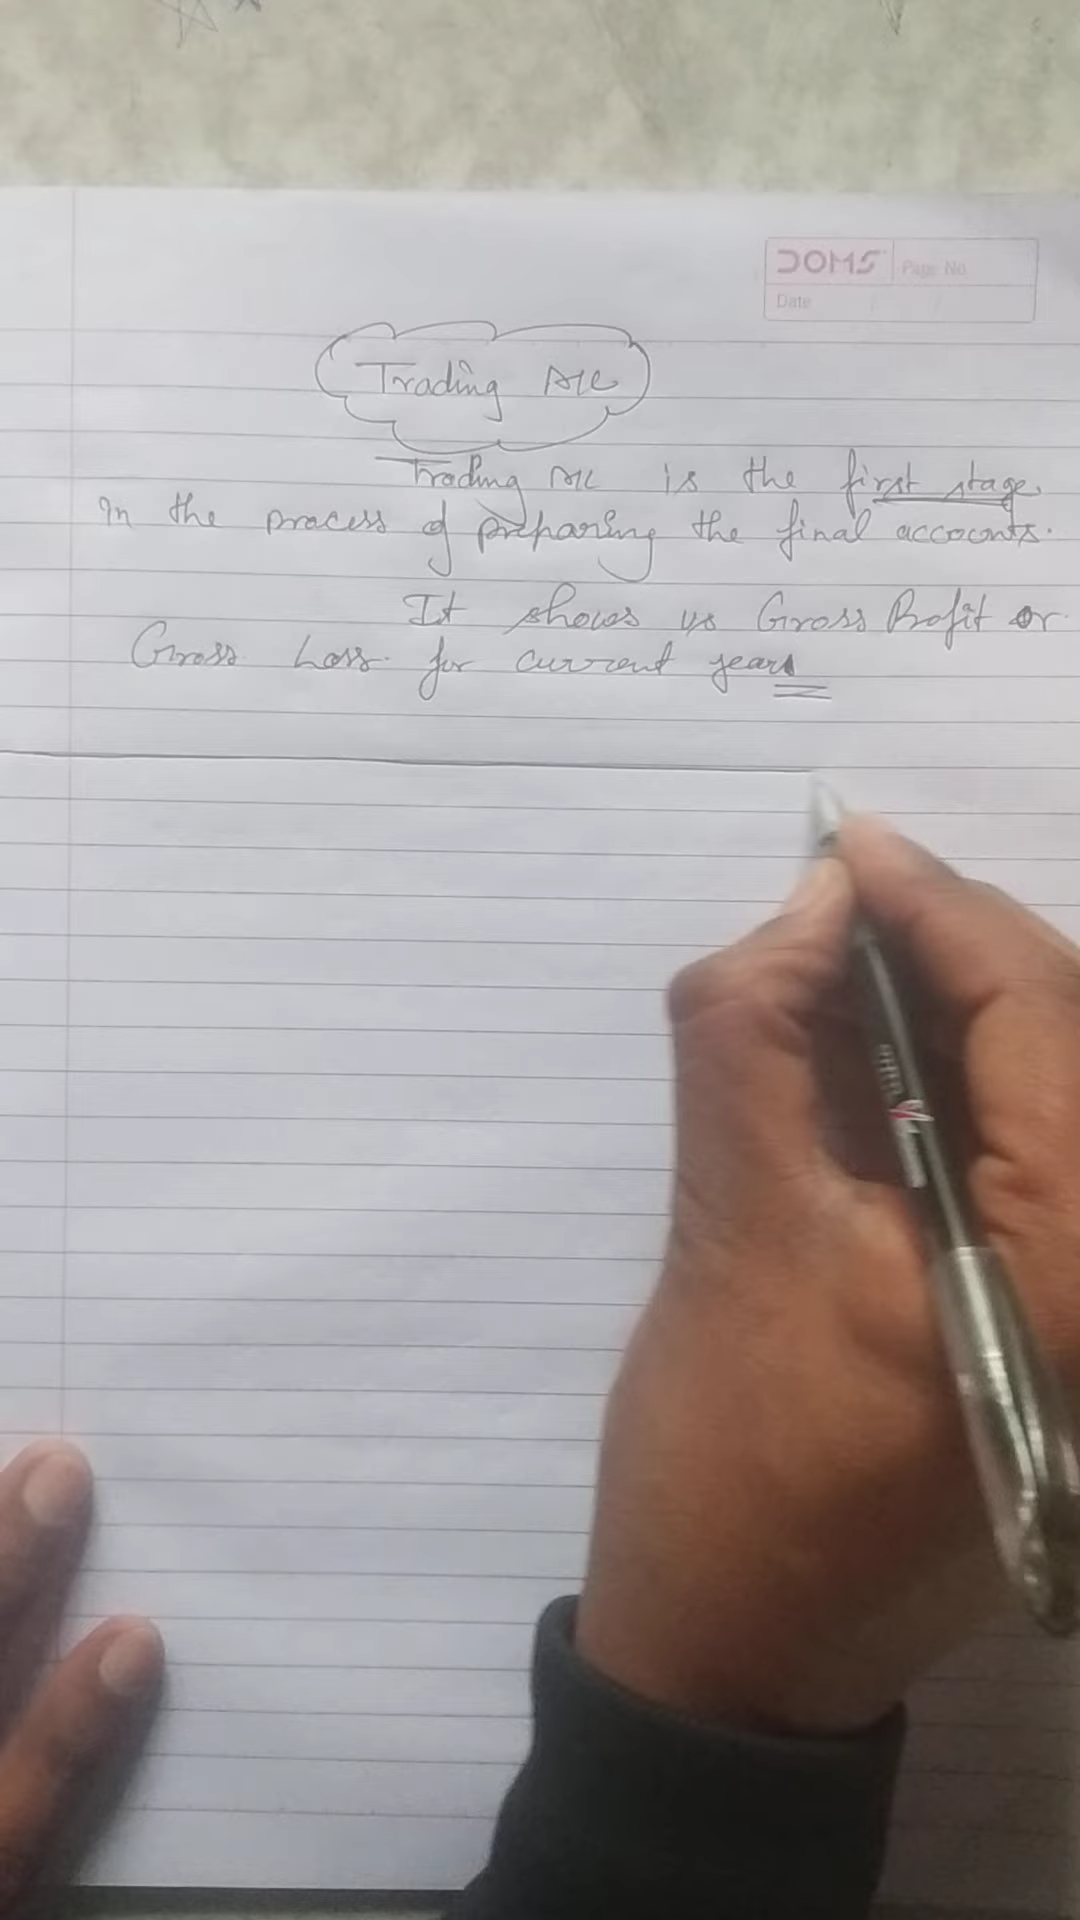 DOMS Page No.
Date
Trading A/c
Trading A/c is the first stage
in the process of preparing the final accounts.
It shows us Gross Profit or
Gross Loss for current years